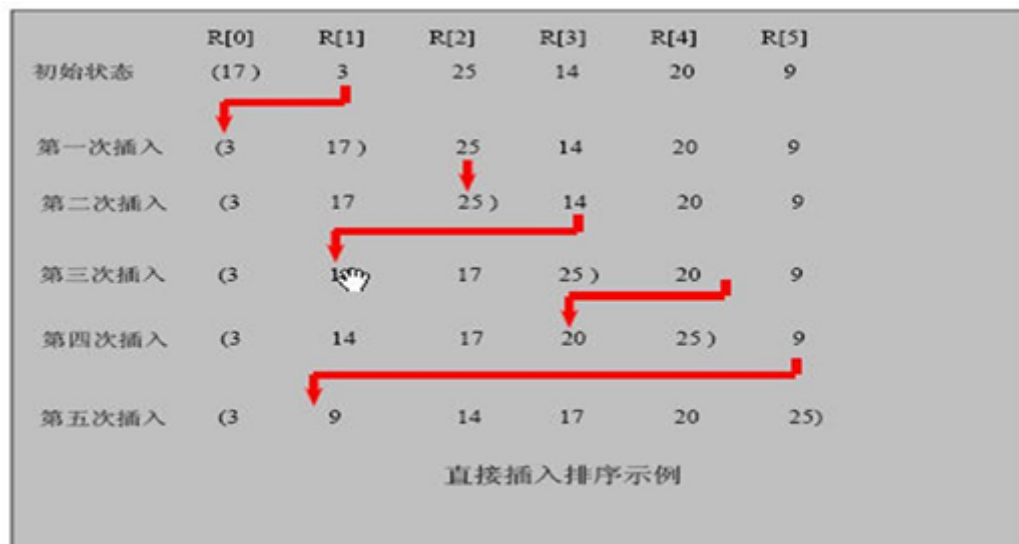 R[0] R[1] R[2] R[3] R[4] R[5]
初始状态 (17) 3 25 14 20 9
第一次插入 (3 17) 25 14 20 9
第二次插入 (3 17 25) 14 20 9
第三次插入 (3 17 25) 20 9
第四次插入 (3 14 17 20 25) 9
第五次插入 (3 9 14 17 20 25)
直接插入排序示例